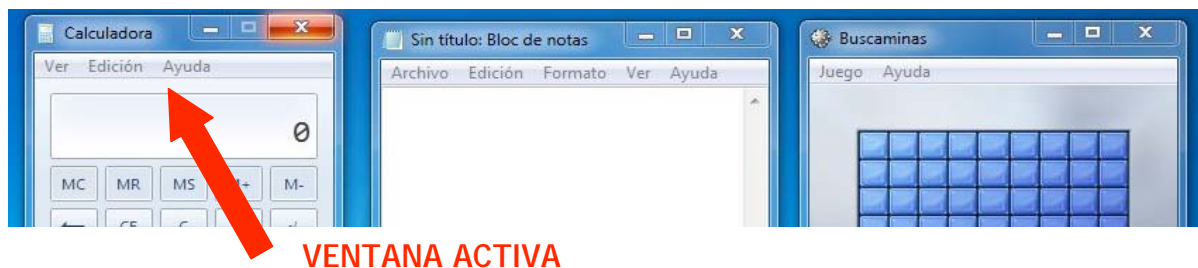 Calculadora
Ver Edición Ayuda
0
MC MR MS M-
Sin título: Bloc de notas
Archivo Edición Formato Ver Ayuda
Buscaminas
Juego Ayuda
VENTANA ACTIVA